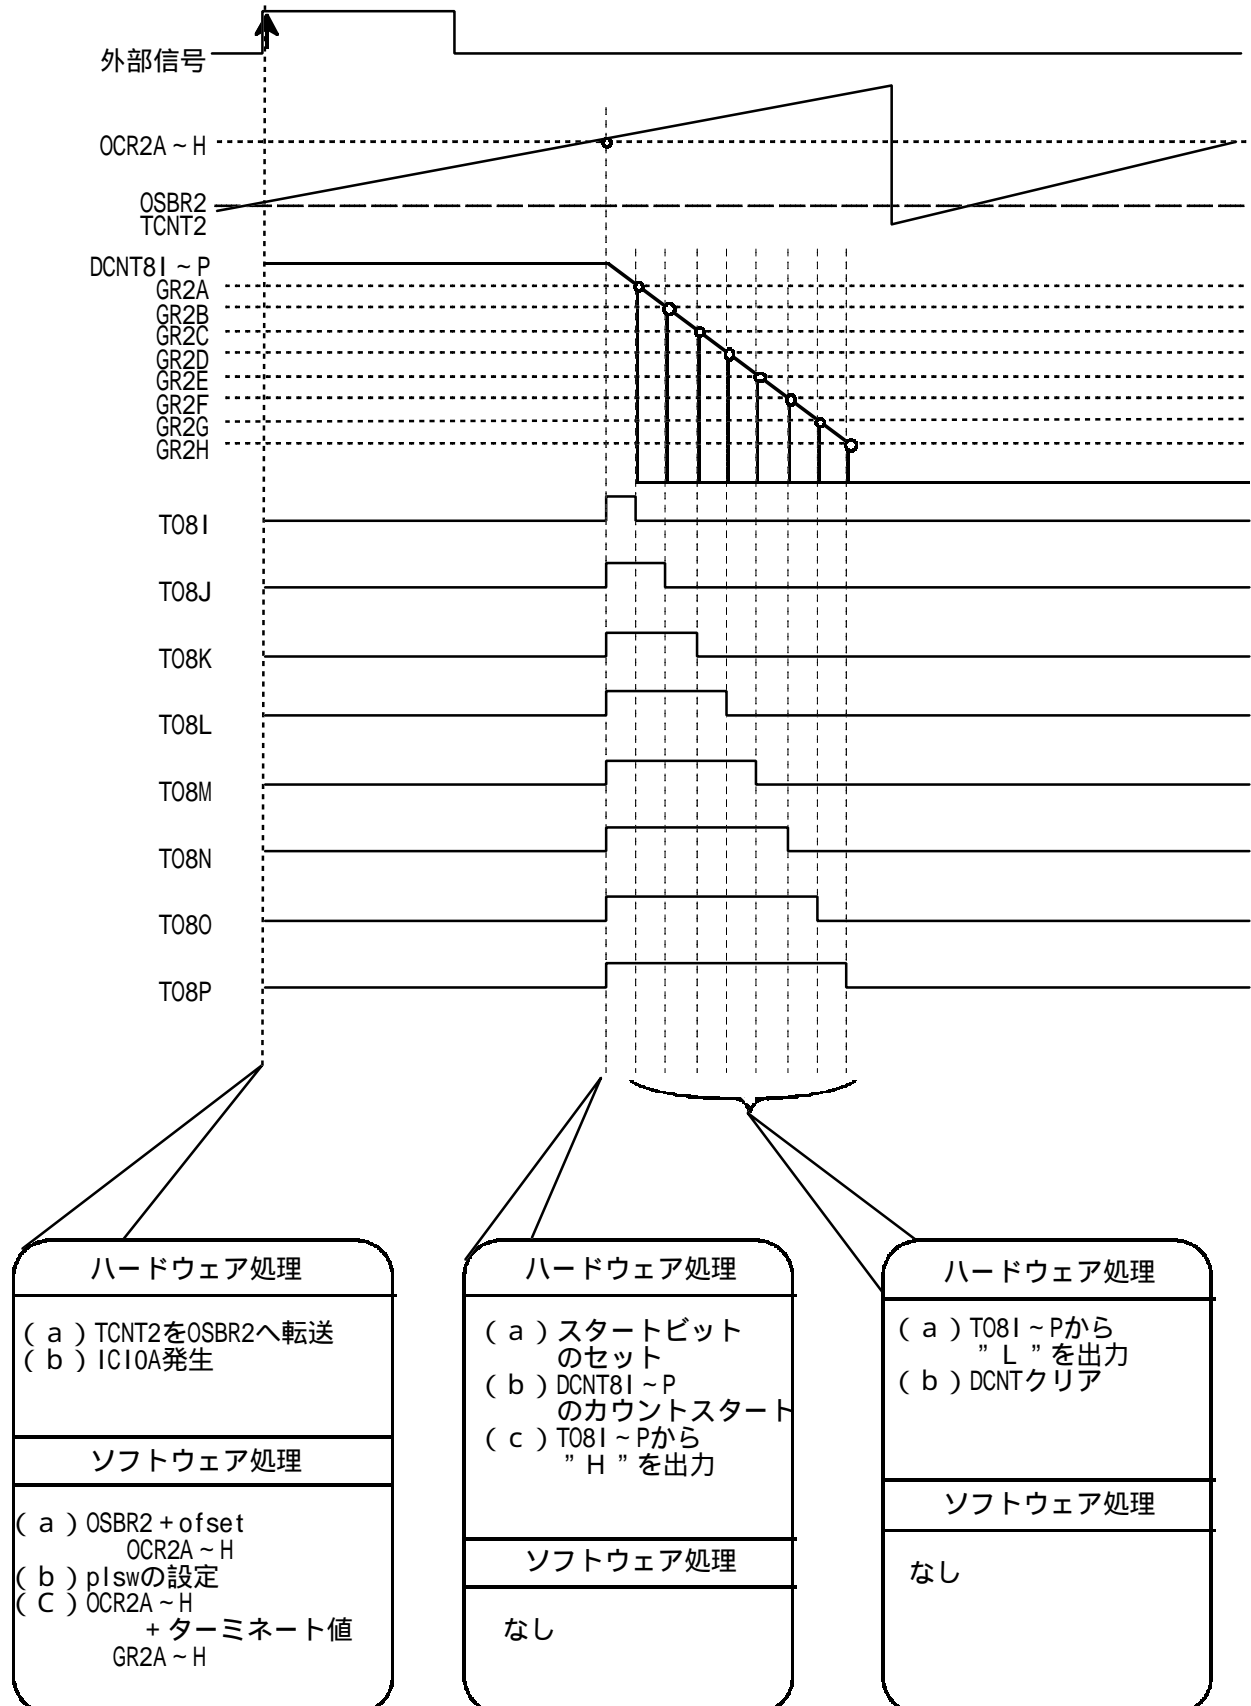 外部信号
OCR2A ~ H
OSBR2
TCNT2
DCNT8I ~ P
GR2A
GR2B
GR2C
GR2D
GR2E
GR2F
GR2G
GR2H
TO8I
TO8J
TO8K
TO8L
TO8M
TO8N
TO8O
TO8P
ハードウェア処理
(a)TCNT2をOSBR2へ転送
(b)ICI0A発生
ソフトウェア処理
(a)OSBR2+ofset
OCR2A~H
(b)plswの設定
(C)OCR2A~H
+ターミネート値
GR2A~H
ハードウェア処理
(a)スタートビット
のセット
(b)DCNT8I~P
のカウントスタート
(c)TO8I~Pから
"H"を出力
ソフトウェア処理
なし
ハードウェア処理
(a)TO8I~Pから
"L"を出力
(b)DCNTクリア
ソフトウェア処理
なし